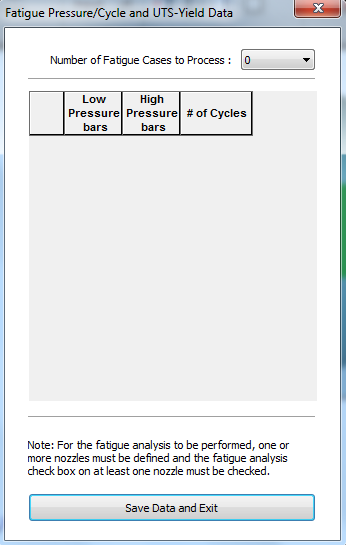 Fatigue Pressure/Cycle and UTS-Yield Data
Number of Fatigue Cases to Process : 0
Low Pressure bars High Pressure bars # of Cycles
Note: For the fatigue analysis to be performed, one or
more nozzles must be defined and the fatigue analysis
check box on at least one nozzle must be checked.
Save Data and Exit